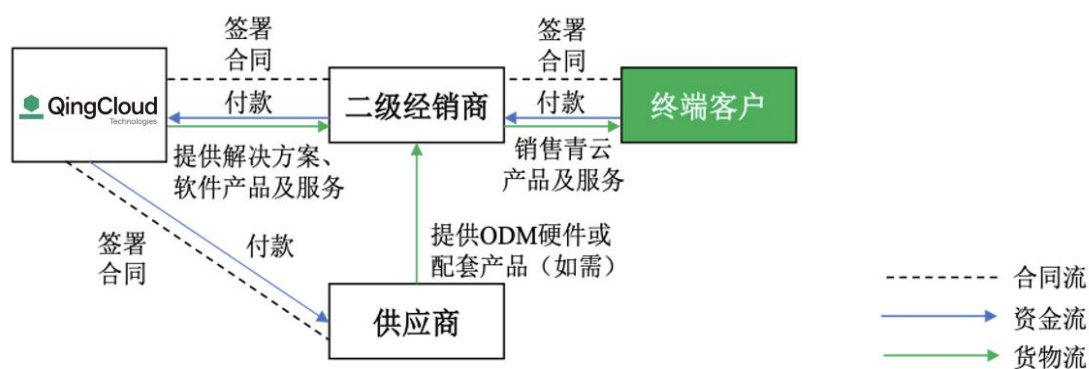 签署
合同
签署
合同
QingCloud
Technologies
付款
二级经销商
付款
终端客户
提供解决方案、
软件产品及服务
销售青云
产品及服务
签署
合同
付款
提供ODM硬件或
配套产品（如需）
供应商
合同流
资金流
货物流